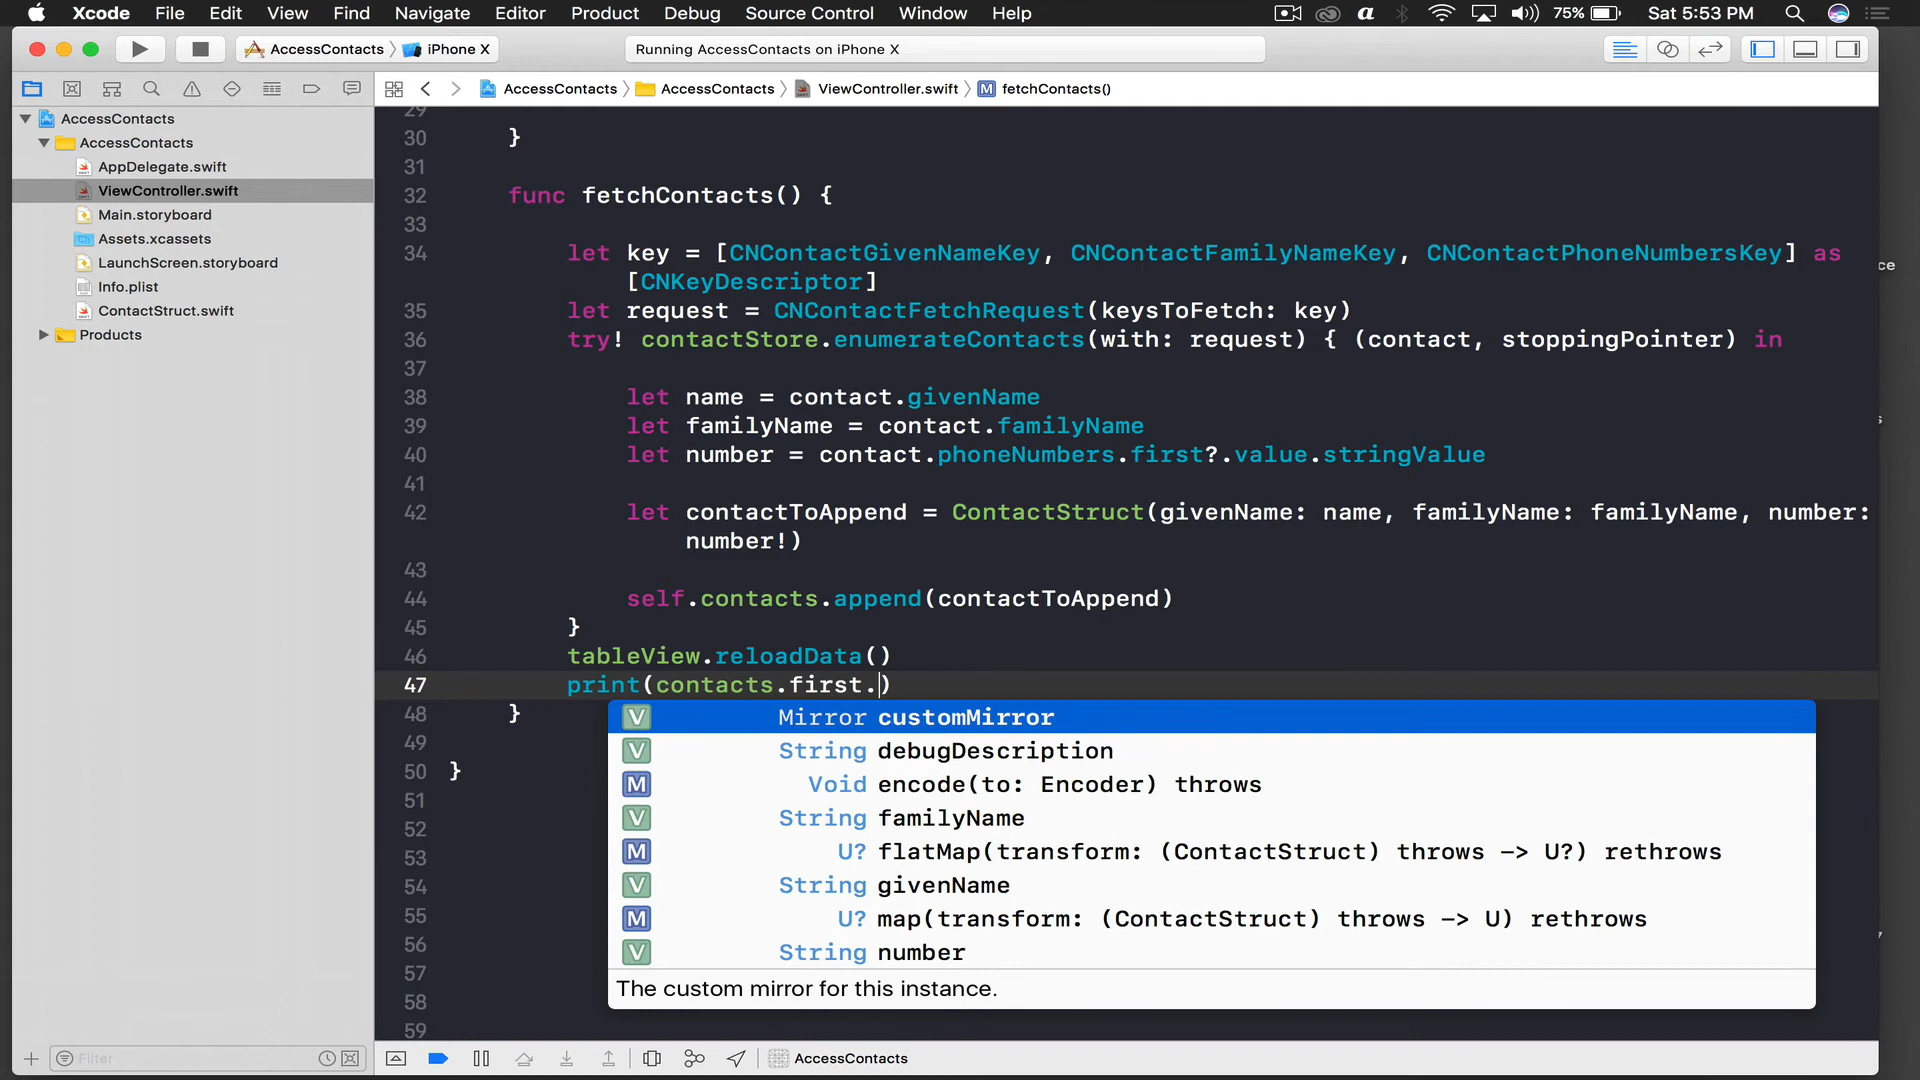 Xcode File Edit View Find Navigate Editor Product Debug Source Control Window Help 75% Sat 5:53 PM
AccessContacts iPhone X Running AccessContacts on iPhone X
AccessContacts AccessContacts ViewController.swift M fetchContacts()
AccessContacts
AccessContacts
AppDelegate.swift
ViewController.swift
Main.storyboard
Assets.xcassets
LaunchScreen.storyboard
Info.plist
ContactStruct.swift
Products
29
30 }
31
32 func fetchContacts() {
33
34 let key = [CNContactGivenNameKey, CNContactFamilyNameKey, CNContactPhoneNumbersKey] as
[CNKeyDescriptor]
35 let request = CNContactFetchRequest(keysToFetch: key)
36 try! contactStore.enumerateContacts(with: request) { (contact, stoppingPointer) in
37
38 let name = contact.givenName
39 let familyName = contact.familyName
40 let number = contact.phoneNumbers.first?.value.stringValue
41
42 let contactToAppend = ContactStruct(givenName: name, familyName: familyName, number:
number!)
43
44 self.contacts.append(contactToAppend)
45 }
46 tableView.reloadData()
47 print(contacts.first.)
48 }
49
50 }
51
52
53
54
55
56
57
58
59
V Mirror customMirror
V String debugDescription
M Void encode(to: Encoder) throws
V String familyName
M U? flatMap(transform: (ContactStruct) throws -> U?) rethrows
V String givenName
M U? map(transform: (ContactStruct) throws -> U) rethrows
V String number
The custom mirror for this instance.
Filter
AccessContacts
ce
s